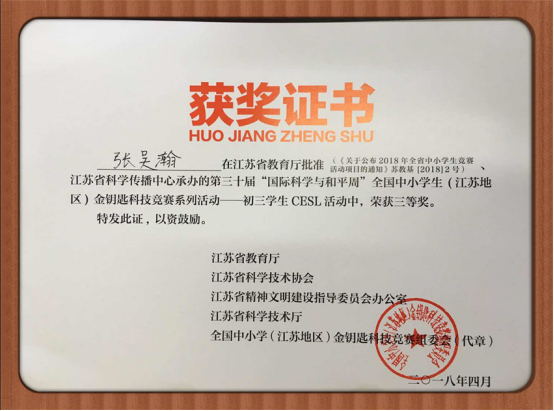 获奖证书
HUO JIANG ZHENG SHU
张吴瀚 在江苏省教育厅批准（《关于公布2018年全省中小学生竞赛活动项目的通知》苏教基[2018]2号）、
江苏省科学传播中心承办的第三十届“国际科学与和平周”全国中小学生（江苏地
区）金钥匙科技竞赛系列活动——初三学生CESL活动中，荣获三等奖。
特发此证，以资鼓励。
江苏省教育厅
江苏省科学技术协会
江苏省精神文明建设指导委员会办公室
江苏省科学技术厅
全国中小学（江苏地区）金钥匙科技竞赛组委会（代章）
二〇一八年四月